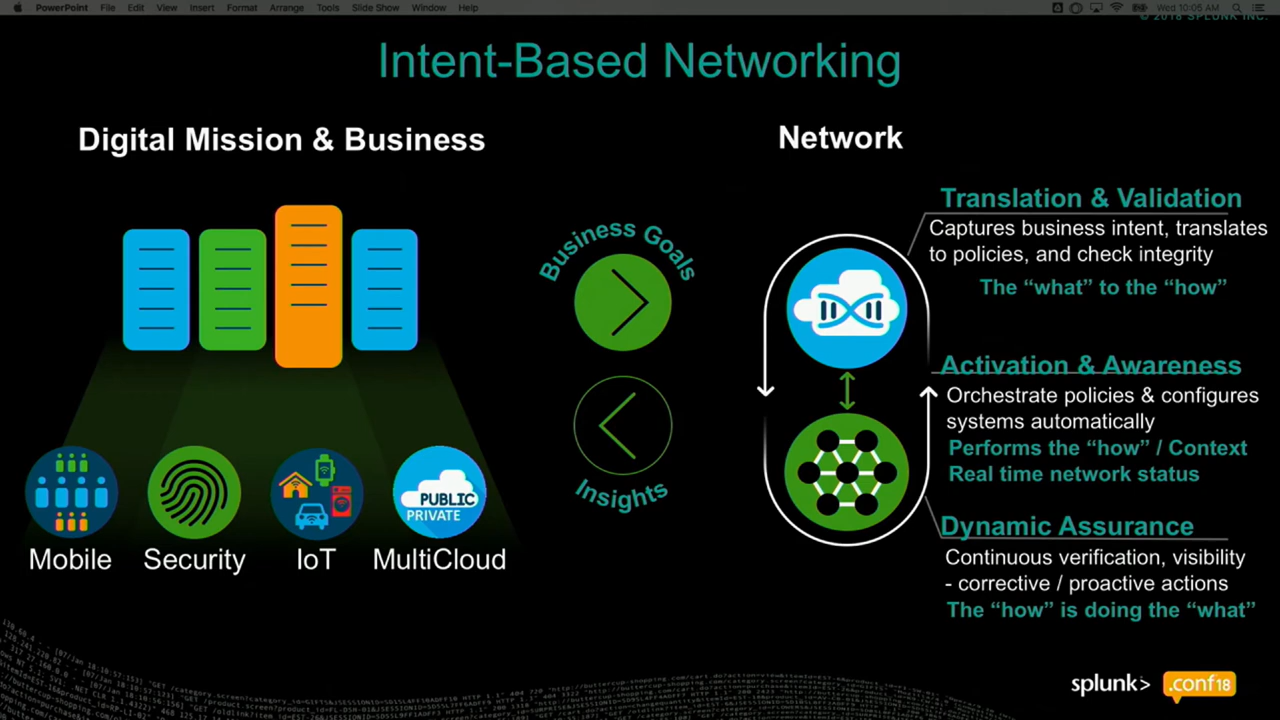 PowerPoint File Edit View Insert Format Arrange Tools Slide Show Window Help Wed 10:05 AM
© 2018 SPLUNK INC.
Intent-Based Networking
Digital Mission & Business
Network
Business Goals
Insights
Translation & Validation
Captures business intent, translates
to policies, and check integrity
The “what” to the “how”
Activation & Awareness
Orchestrate policies & configures
systems automatically
Performs the “how” / Context
Real time network status
Dynamic Assurance
Continuous verification, visibility
- corrective / proactive actions
The “how” is doing the “what”
PUBLIC
PRIVATE
Mobile
Security
IoT
MultiCloud
splunk> .conf18